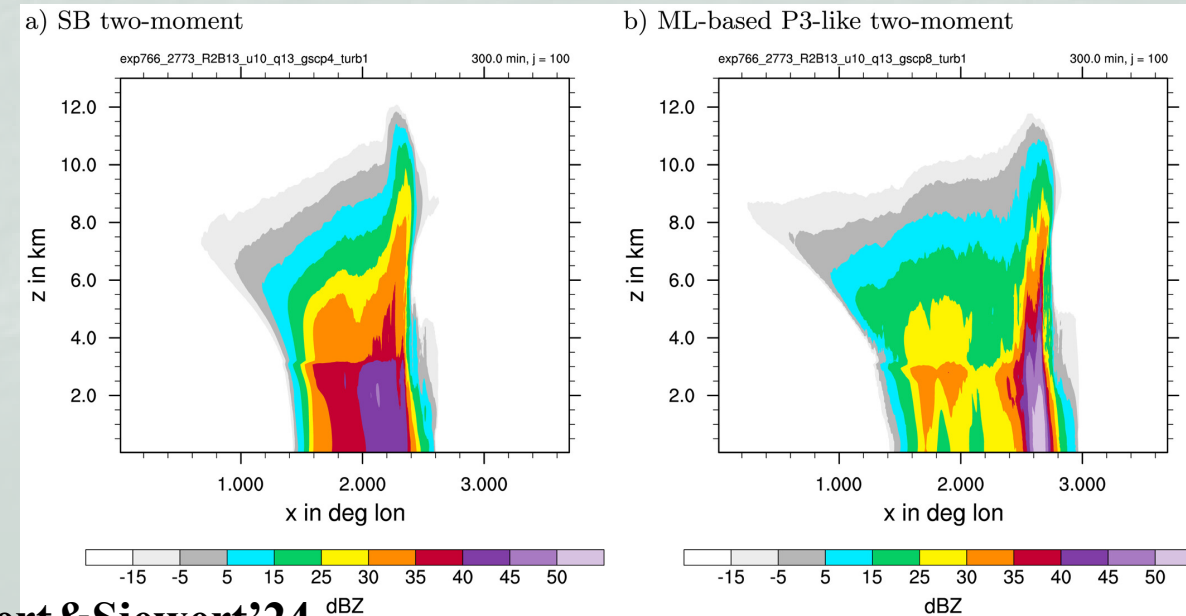 a) SB two-moment
b) ML-based P3-like two-moment
exp766_2773_R2B13_u10_q13_gscp4_turb1 300.0 min, j = 100
exp766_2773_R2B13_u10_q13_gscp8_turb1 300.0 min, j = 100
12.0
10.0
8.0
6.0
4.0
2.0
z in km
1.000 2.000 3.000
x in deg lon
-15 -5 5 15 25 30 35 40 45 50
dBZ
12.0
10.0
8.0
6.0
4.0
2.0
z in km
1.000 2.000 3.000
x in deg lon
-15 -5 5 15 25 30 35 40 45 50
dBZ
&Siewert'24